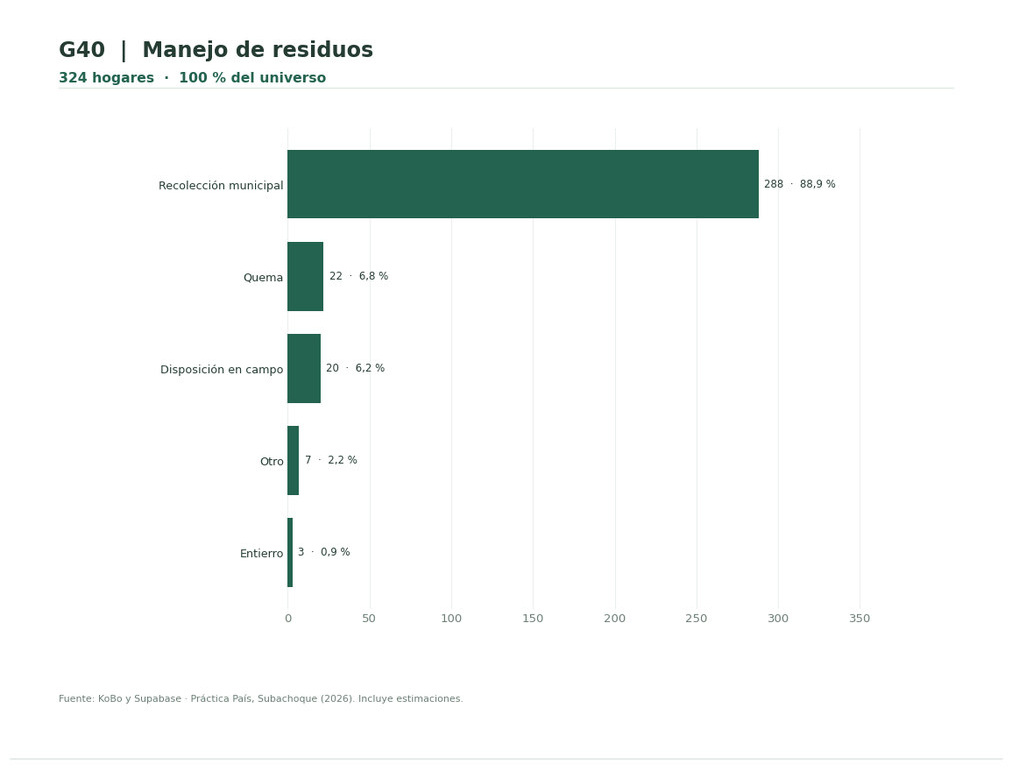 G40 | Manejo de residuos
324 hogares · 100 % del universo
Recolección municipal 288 · 88,9 %
Quema 22 · 6,8 %
Disposición en campo 20 · 6,2 %
Otro 7 · 2,2 %
Entierro 3 · 0,9 %
0 50 100 150 200 250 300 350
Fuente: KoBo y Supabase · Práctica País, Subachoque (2026). Incluye estimaciones.